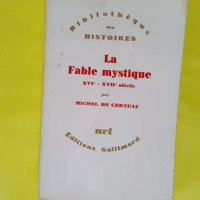 Bibliothèque
des
HISTOIRES
La
Fable mystique
XVIᵉ - XVIIᵉ siècle
par
MICHEL DE CERTEAU
nrf
Éditions Gallimard